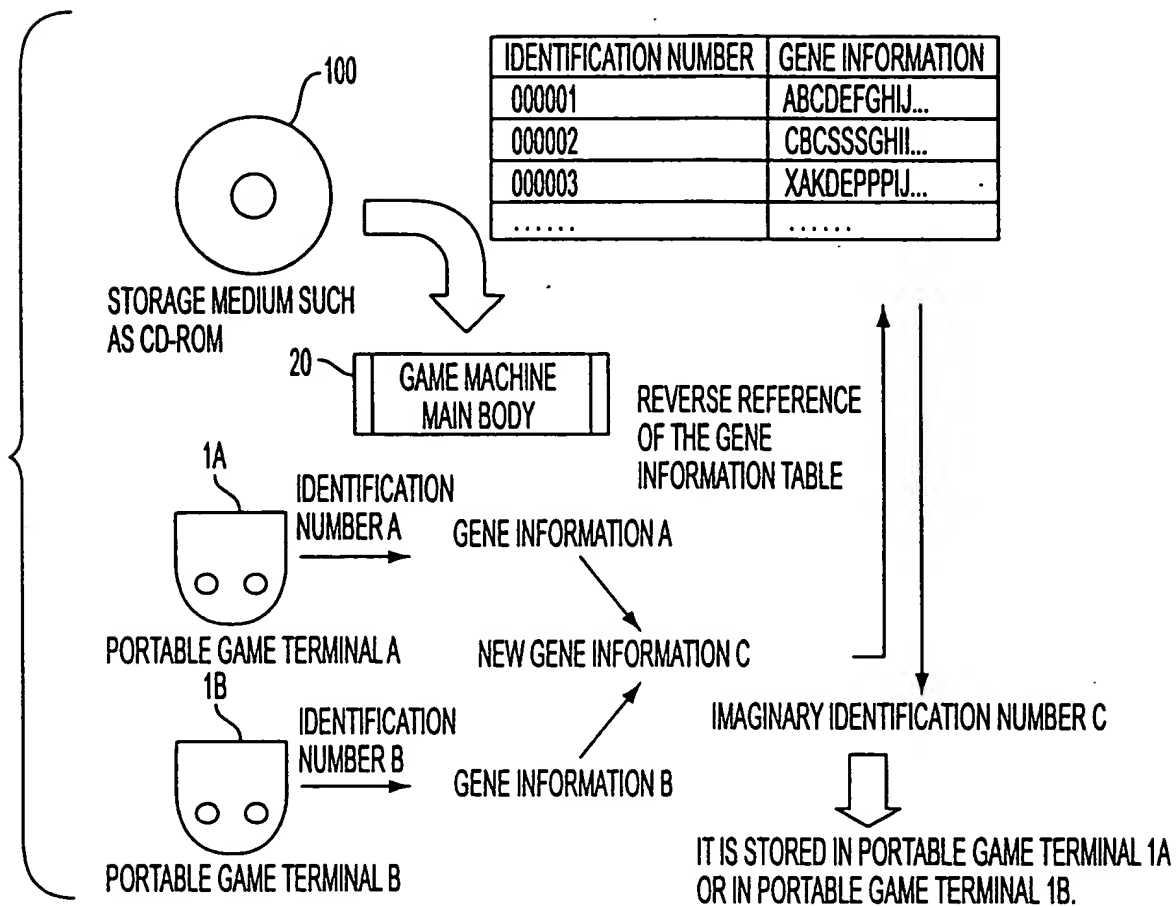 100
STORAGE MEDIUM SUCH
AS CD-ROM
IDENTIFICATION NUMBER GENE INFORMATION
000001 ABCDEFGHIJ...
000002 CBCSSSGHII...
000003 XAKDEPPPIJ...
...... ......
20
GAME MACHINE
MAIN BODY
REVERSE REFERENCE
OF THE GENE
INFORMATION TABLE
1A
IDENTIFICATION
NUMBER A
GENE INFORMATION A
PORTABLE GAME TERMINAL A
NEW GENE INFORMATION C
1B
IDENTIFICATION
NUMBER B
GENE INFORMATION B
PORTABLE GAME TERMINAL B
IMAGINARY IDENTIFICATION NUMBER C
IT IS STORED IN PORTABLE GAME TERMINAL 1A
OR IN PORTABLE GAME TERMINAL 1B.